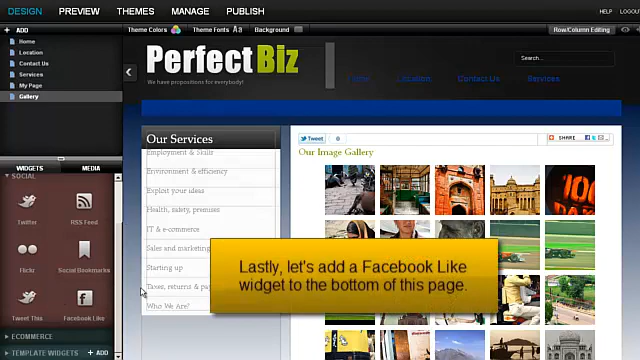 DESIGN PREVIEW THEMES MANAGE PUBLISH HELP LOGOUT
ADD Theme Colors Theme Fonts Aa Background Row/Column Editing
Home
Location
Contact Us
Services
My Page
Gallery
PerfectBiz
We have propositions for everybody!
Search...
Home Location Contact Us Services
Tweet 0 SHARE
Our Services
Employment & Skills
Environment & efficiency
Exploit your ideas
Health, safety, premises
IT & e-commerce
Sales and marketing
Starting up
Taxes, returns & pa
Who We Are?
Our Image Gallery
100
WIDGETS MEDIA
SOCIAL
Twitter RSS Feed
Flickr Social Bookmarks
Tweet This Facebook Like
ECOMMERCE
TEMPLATE WIDGETS ADD
Lastly, let's add a Facebook Like
widget to the bottom of this page.